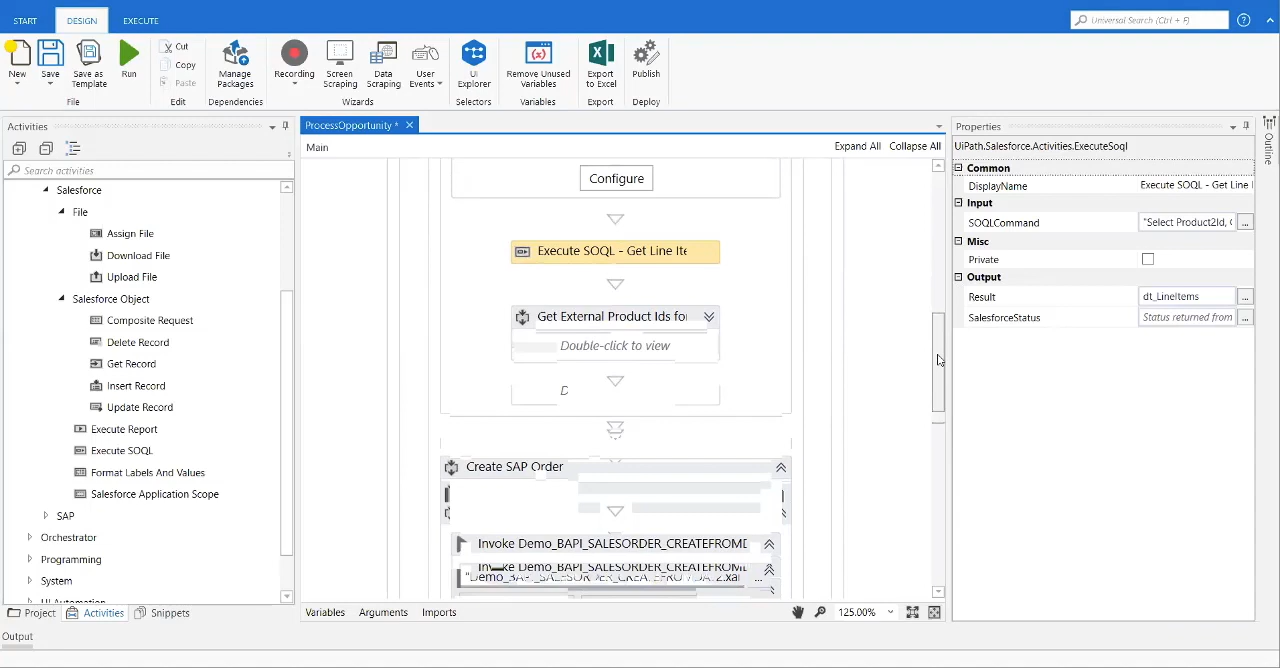 START DESIGN EXECUTE Universal Search (Ctrl + F)
New Save Save as Template Run Cut Copy Paste Manage Packages Recording Screen Scraping Data Scraping User Events UI Explorer Remove Unused Variables Export to Excel Publish
File Edit Dependencies Wizards Selectors Variables Export Deploy
Activities
Search activities
Salesforce
File
Assign File
Download File
Upload File
Salesforce Object
Composite Request
Delete Record
Get Record
Insert Record
Update Record
Execute Report
Execute SOQL
Format Labels And Values
Salesforce Application Scope
SAP
Orchestrator
Programming
System
UI Automation
Project Activities Snippets
Output
ProcessOpportunity *
Main Expand All Collapse All
Configure
Execute SOQL - Get Line Ite
Get External Product Ids for
Double-click to view
D
Create SAP Order
Invoke Demo_BAPI_SALESORDER_CREATEFROMD
Invoke Demo_BAPI_SALESORDER_CREATEFROMD
Variables Arguments Imports 125.00%
Properties
UiPath.Salesforce.Activities.ExecuteSoql
Common
DisplayName Execute SOQL - Get Line I
Input
SOQLCommand "Select Product2Id, ...
Misc
Private
Output
Result dt_LineItems ...
SalesforceStatus Status returned from ...
Outline